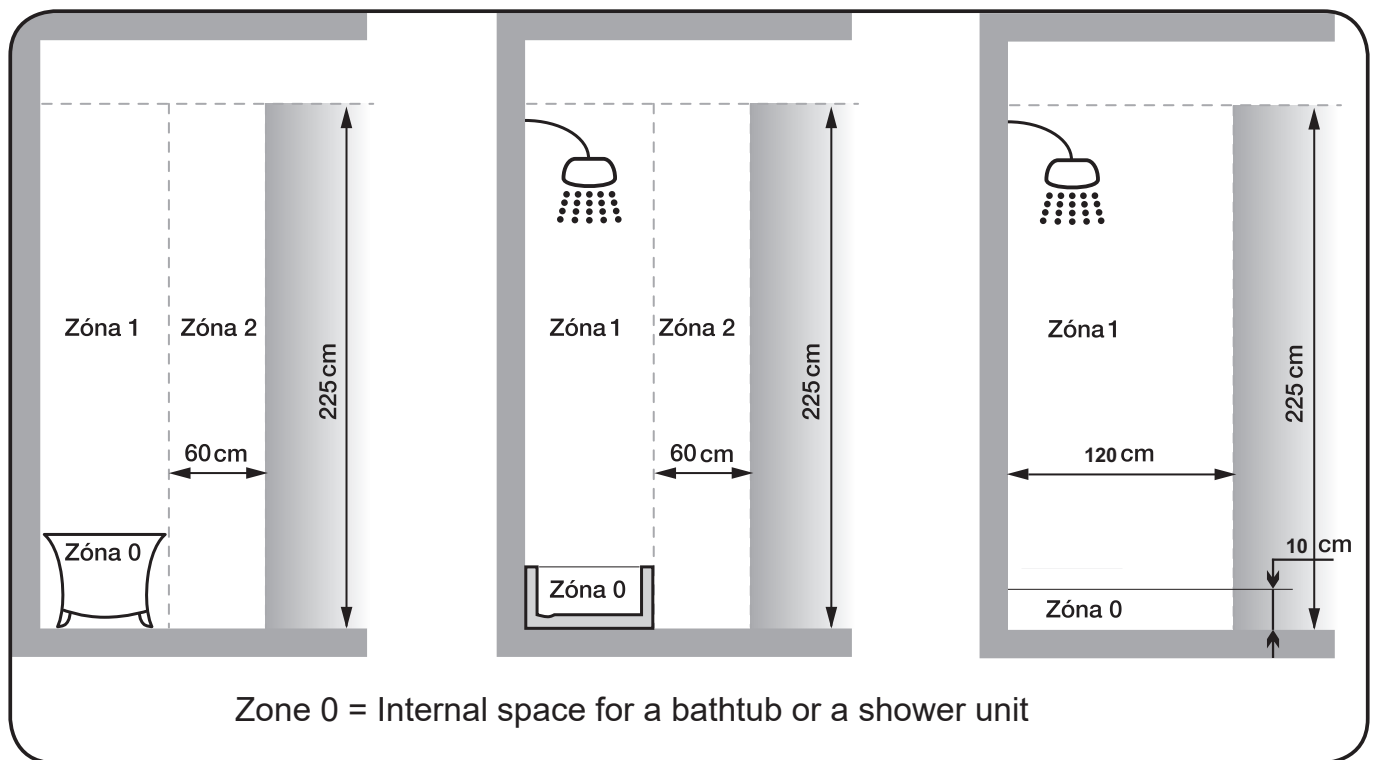 Zóna 1
Zóna 2
225 cm
60 cm
Zóna 0
Zóna 1
Zóna 2
225 cm
60 cm
Zóna 0
Zóna 1
225 cm
120 cm
10 cm
Zóna 0
Zone 0 = Internal space for a bathtub or a shower unit